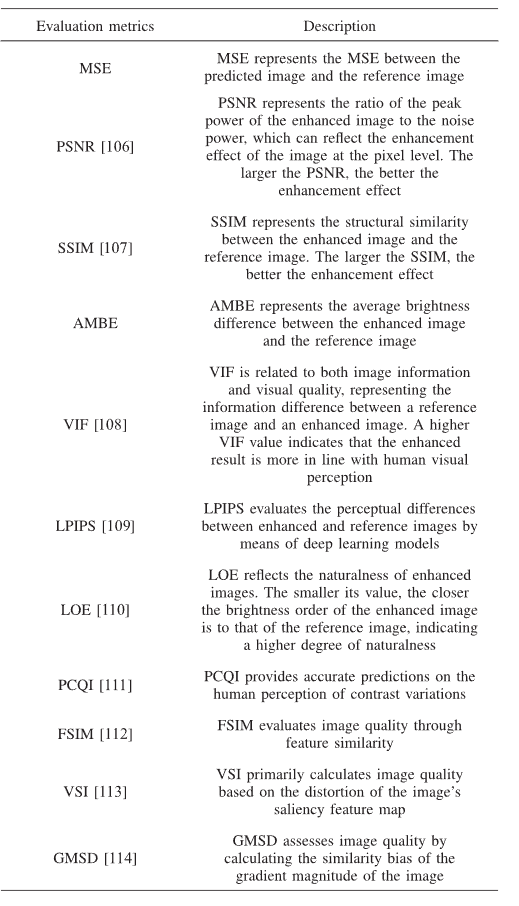 Evaluation metrics Description
MSE
MSE represents the MSE between the
predicted image and the reference image
PSNR [106]
PSNR represents the ratio of the peak
power of the enhanced image to the noise
power, which can reflect the enhancement
effect of the image at the pixel level. The
larger the PSNR, the better the
enhancement effect
SSIM [107]
SSIM represents the structural similarity
between the enhanced image and the
reference image. The larger the SSIM, the
better the enhancement effect
AMBE
AMBE represents the average brightness
difference between the enhanced image
and the reference image
VIF [108]
VIF is related to both image information
and visual quality, representing the
information difference between a reference
image and an enhanced image. A higher
VIF value indicates that the enhanced
result is more in line with human visual
perception
LPIPS [109]
LPIPS evaluates the perceptual differences
between enhanced and reference images by
means of deep learning models
LOE [110]
LOE reflects the naturalness of enhanced
images. The smaller its value, the closer
the brightness order of the enhanced image
is to that of the reference image, indicating
a higher degree of naturalness
PCQI [111]
PCQI provides accurate predictions on the
human perception of contrast variations
FSIM [112]
FSIM evaluates image quality through
feature similarity
VSI [113]
VSI primarily calculates image quality
based on the distortion of the image's
saliency feature map
GMSD [114]
GMSD assesses image quality by
calculating the similarity bias of the
gradient magnitude of the image